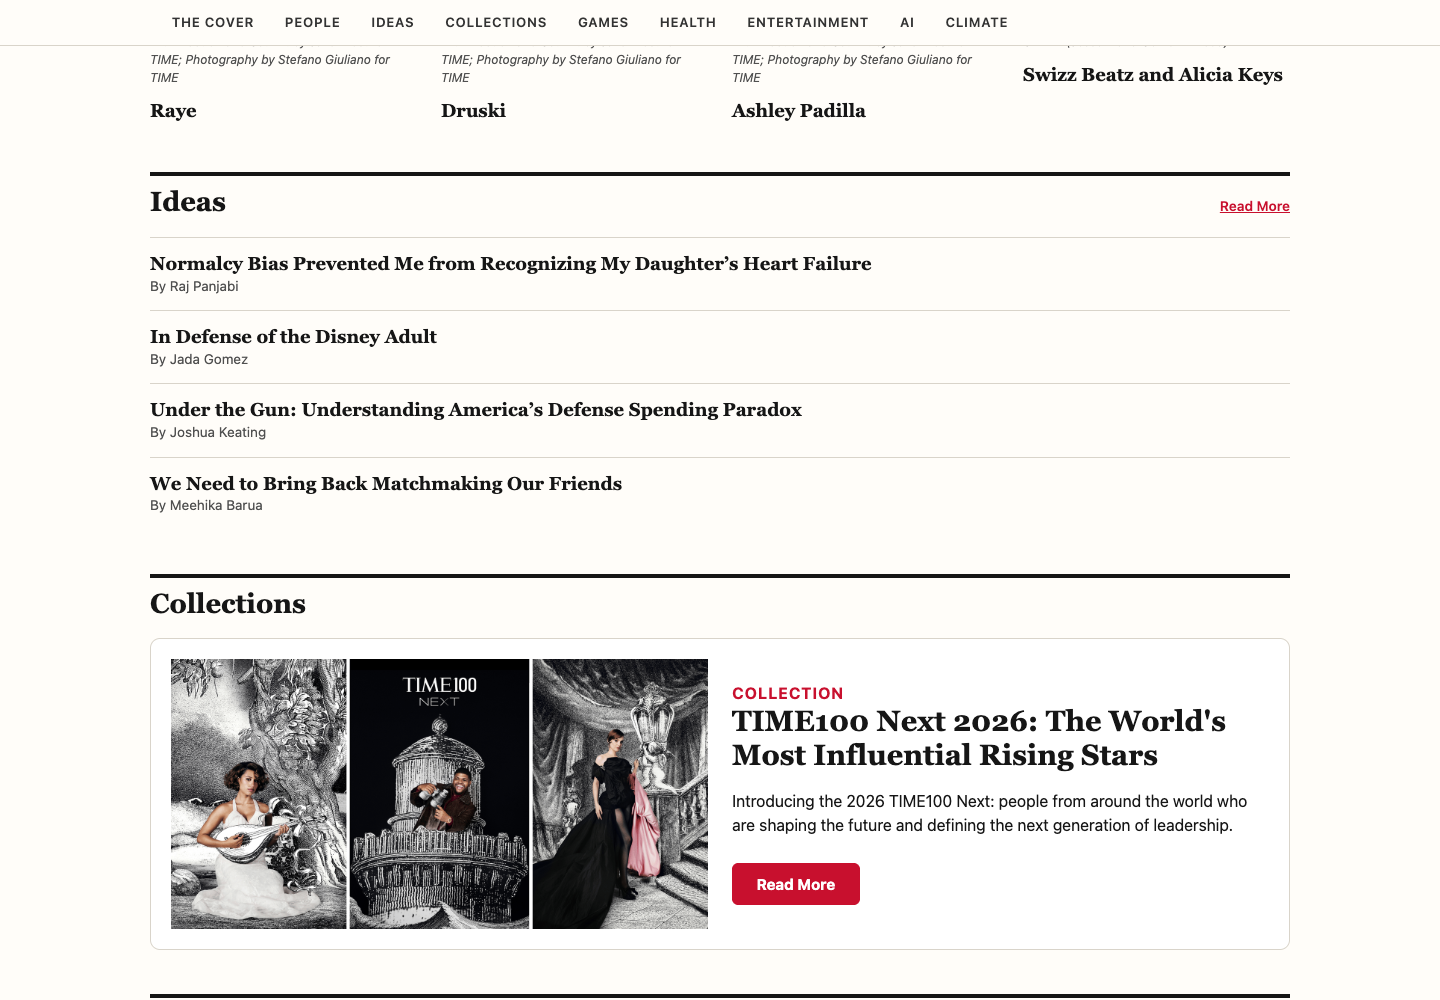 THE COVER PEOPLE IDEAS COLLECTIONS GAMES HEALTH ENTERTAINMENT AI CLIMATE
TIME; Photography by Stefano Giuliano for
TIME
Raye
TIME; Photography by Stefano Giuliano for
TIME
Druski
TIME; Photography by Stefano Giuliano for
TIME
Ashley Padilla
Swizz Beatz and Alicia Keys
Ideas
Read More
Normalcy Bias Prevented Me from Recognizing My Daughter’s Heart Failure
By Raj Panjabi
In Defense of the Disney Adult
By Jada Gomez
Under the Gun: Understanding America’s Defense Spending Paradox
By Joshua Keating
We Need to Bring Back Matchmaking Our Friends
By Meehika Barua
Collections
TIME100
NEXT
COLLECTION
TIME100 Next 2026: The World's
Most Influential Rising Stars
Introducing the 2026 TIME100 Next: people from around the world who
are shaping the future and defining the next generation of leadership.
Read More